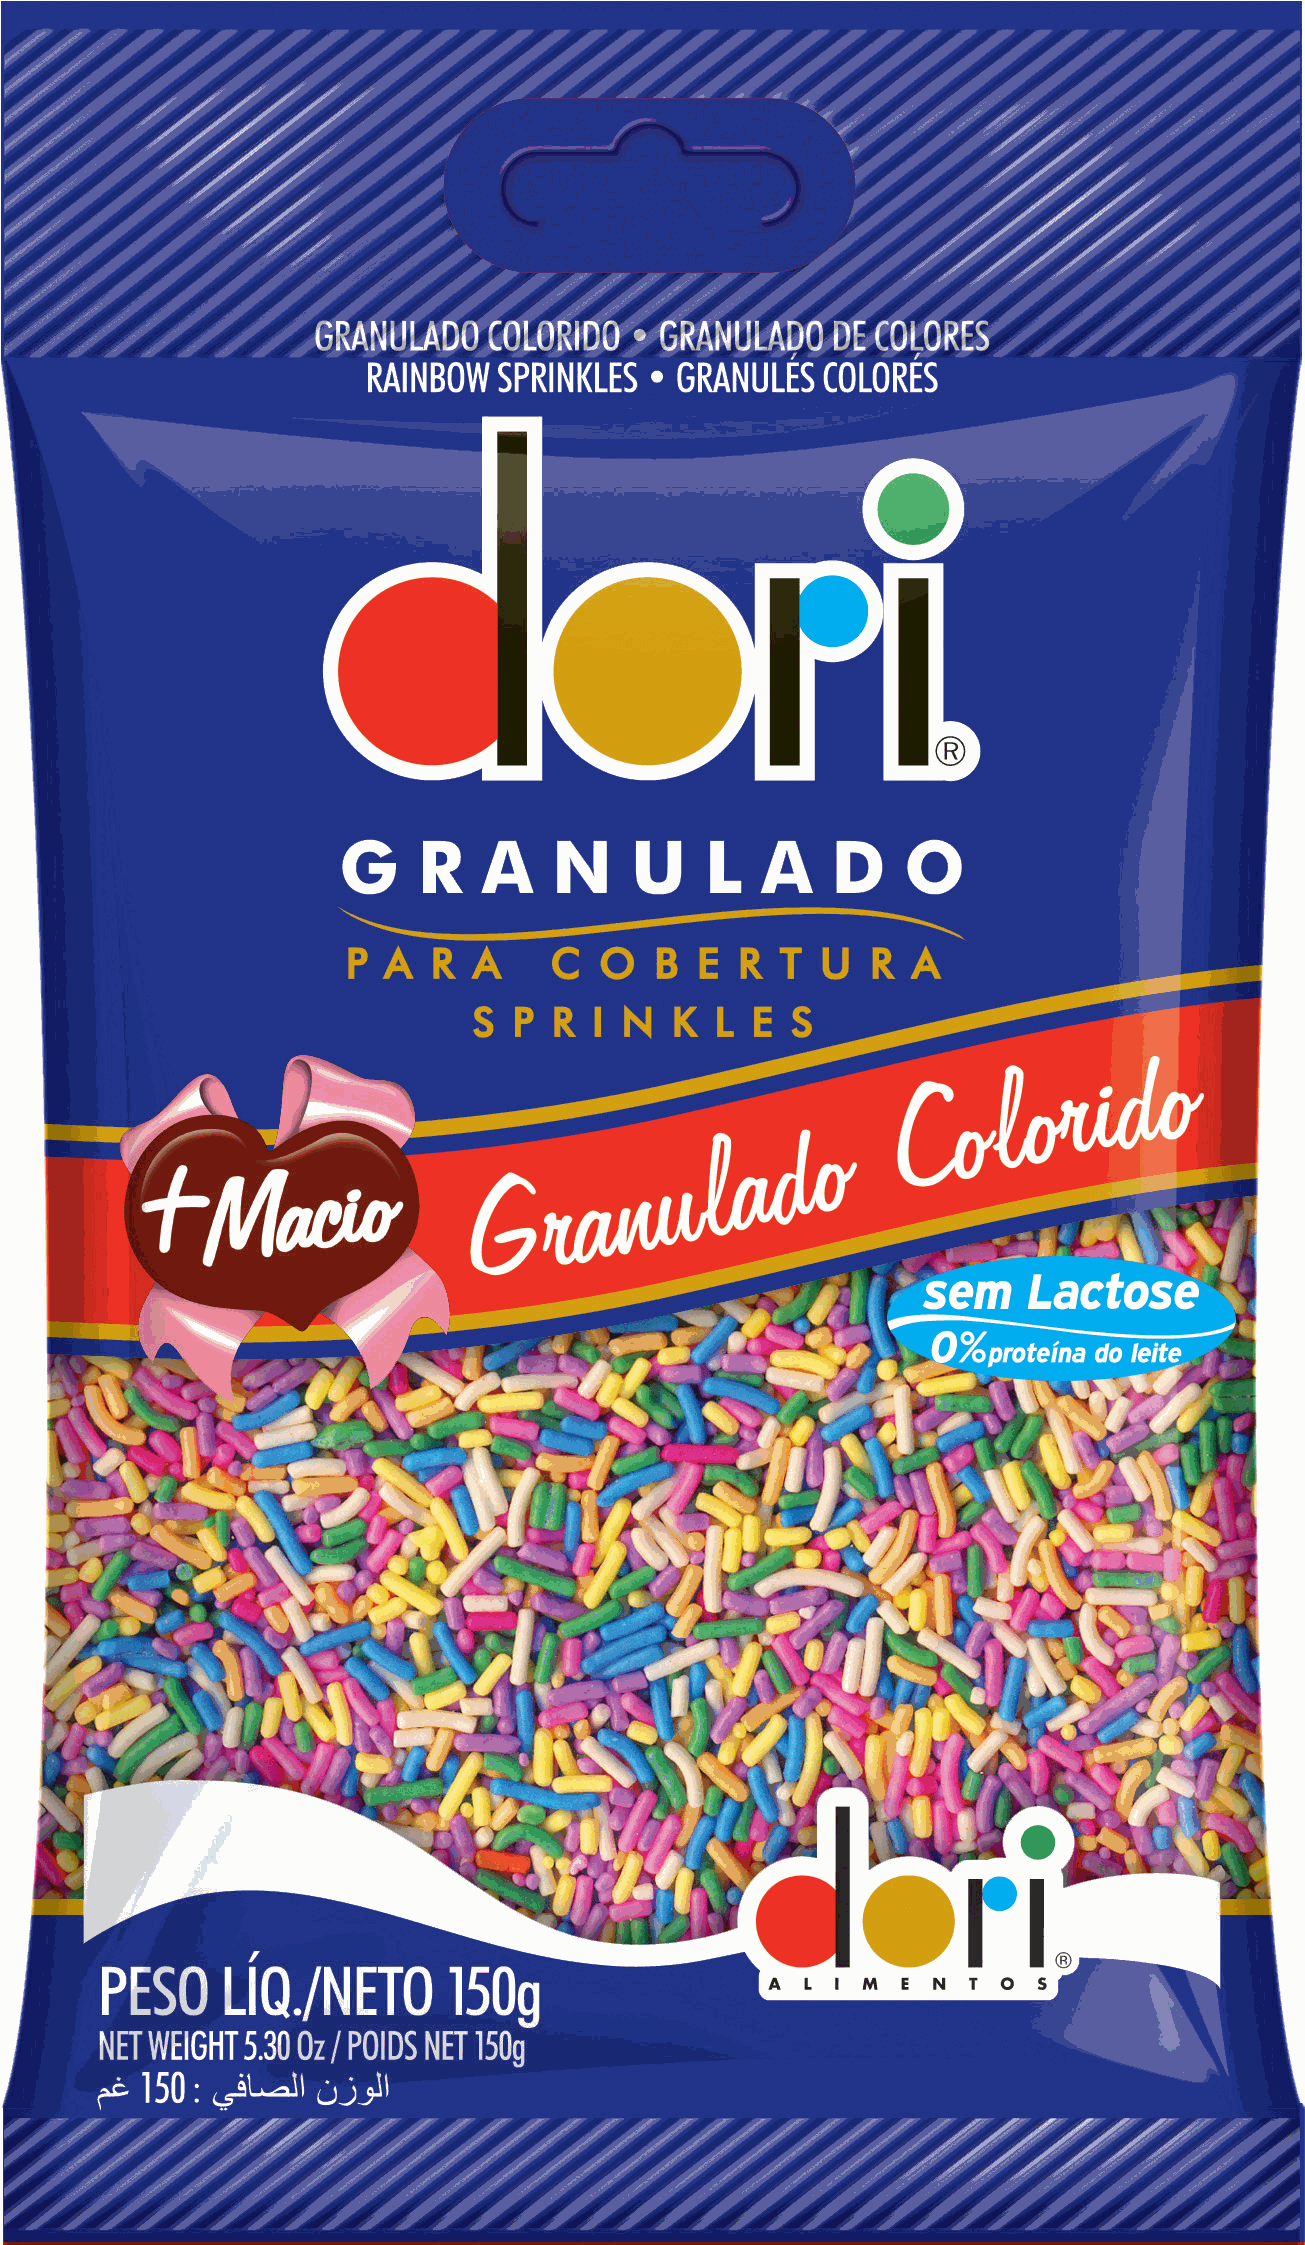 GRANULADO COLORIDO • GRANULADO DE COLORES
RAINBOW SPRINKLES • GRANULÉS COLORÉS
dori®
GRANULADO
PARA COBERTURA
SPRINKLES
+Macio
Granulado Colorido
sem Lactose
0% proteína do leite
dori®
ALIMENTOS
PESO LÍQ./NETO 150g
NET WEIGHT 5.30 Oz / POIDS NET 150g
الوزن الصافي : 150 غم